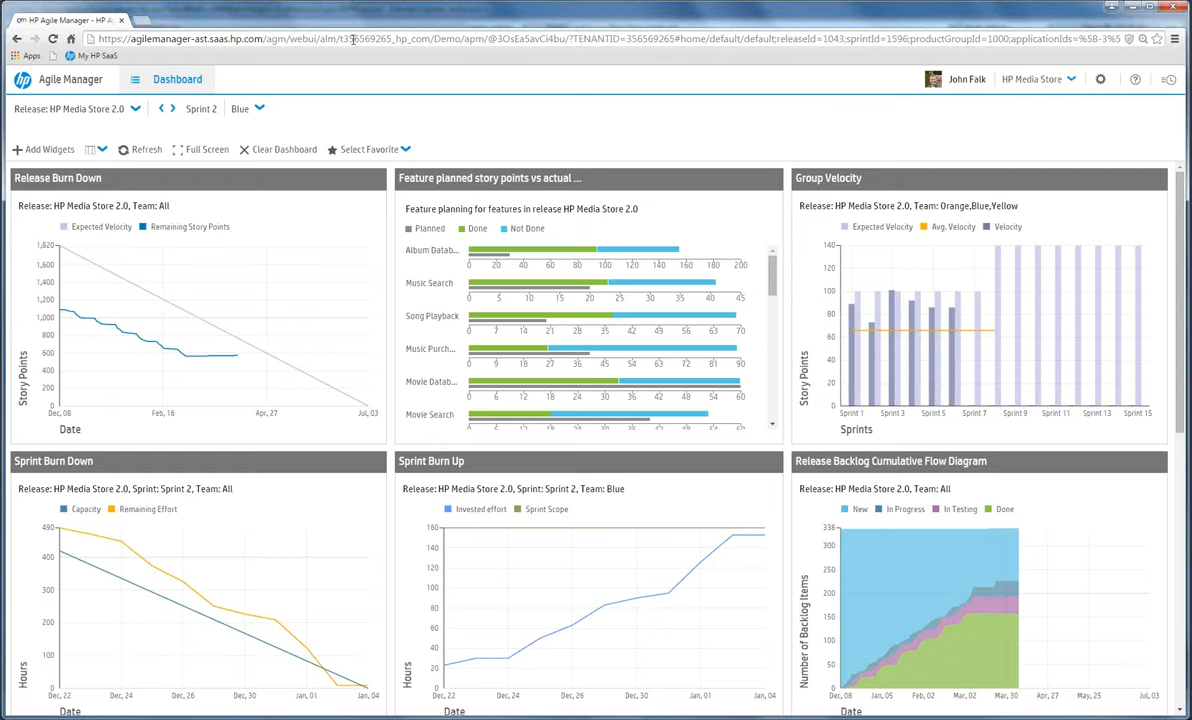 HP Agile Manager - HP A
https://agilemanager-ast.saas.hp.com/agm/webui/alm/t356569265_hp_com/Demo/apm/@3OsEa5avCi4bu/?TENANTID=356569265#home/default/default;releaseId=1043;sprintId=1596;productGroupId=1000;applicationIds=%5B-3%5
Apps My HP SaaS
hp Agile Manager Dashboard John Falk HP Media Store
Release: HP Media Store 2.0 Sprint 2 Blue
Add Widgets Refresh Full Screen Clear Dashboard Select Favorite
Release Burn Down
Release: HP Media Store 2.0, Team: All
Expected Velocity Remaining Story Points
1,820
1,600
1,400
1,200
1,000
800
600
400
200
0
Story Points
Dec, 08 Feb, 16 Apr, 27 Jul, 03
Date
Feature planned story points vs actual ...
Feature planning for features in release HP Media Store 2.0
Planned Done Not Done
Album Datab...
0 20 40 60 80 100 120 140 160 180 200
Music Search
0 5 10 15 20 25 30 35 40 45
Song Playback
0 7 14 21 28 35 42 49 56 63 70
Music Purch...
0 9 18 27 36 45 54 63 72 81 90
Movie Datab...
0 6 12 18 24 30 36 42 48 54 60
Movie Search
0 6 12 18 24 30 36 42 48 54 60
Group Velocity
Release: HP Media Store 2.0, Team: Orange,Blue,Yellow
Expected Velocity Avg. Velocity Velocity
140
120
100
80
60
40
20
0
Story Points
Sprint 1 Sprint 3 Sprint 5 Sprint 7 Sprint 9 Sprint 11 Sprint 13 Sprint 15
Sprints
Sprint Burn Down
Release: HP Media Store 2.0, Sprint: Sprint 2, Team: All
Capacity Remaining Effort
490
400
300
200
100
0
Hours
Dec, 22 Dec, 24 Dec, 26 Dec, 28 Dec, 30 Jan, 01 Jan, 04
Date
Sprint Burn Up
Release: HP Media Store 2.0, Sprint: Sprint 2, Team: Blue
Invested effort Sprint Scope
160
140
120
100
80
60
40
20
0
Hours
Dec, 22 Dec, 24 Dec, 26 Dec, 28 Dec, 30 Jan, 01 Jan, 04
Date
Release Backlog Cumulative Flow Diagram
Release: HP Media Store 2.0, Team: All
New In Progress In Testing Done
338
300
250
200
150
100
50
0
Number of Backlog Items
Dec, 08 Jan, 05 Feb, 02 Mar, 02 Mar, 30 Apr, 27 May, 25 Jul, 03
Date